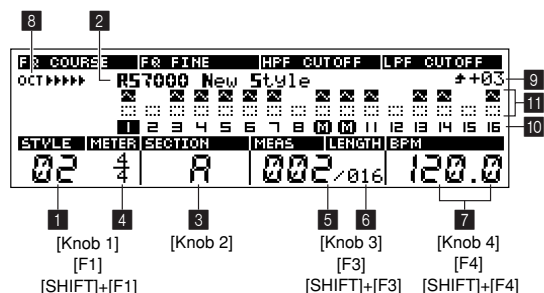 8 2
EQ COURSE EQ FINE HPF CUTOFF LPF CUTOFF
OCT RS7000 New Style +03 9
11
1 2 3 4 5 6 7 8 M M 11 12 13 14 15 16 10
STYLE METER SECTION MEAS LENGTH BPM
02 4/4 A 002/016 120.0
1 4 3 5 6 7
[Knob 1] [Knob 2] [Knob 3] [Knob 4]
[F1] [F3] [F4]
[SHIFT]+[F1] [SHIFT]+[F3] [SHIFT]+[F4]